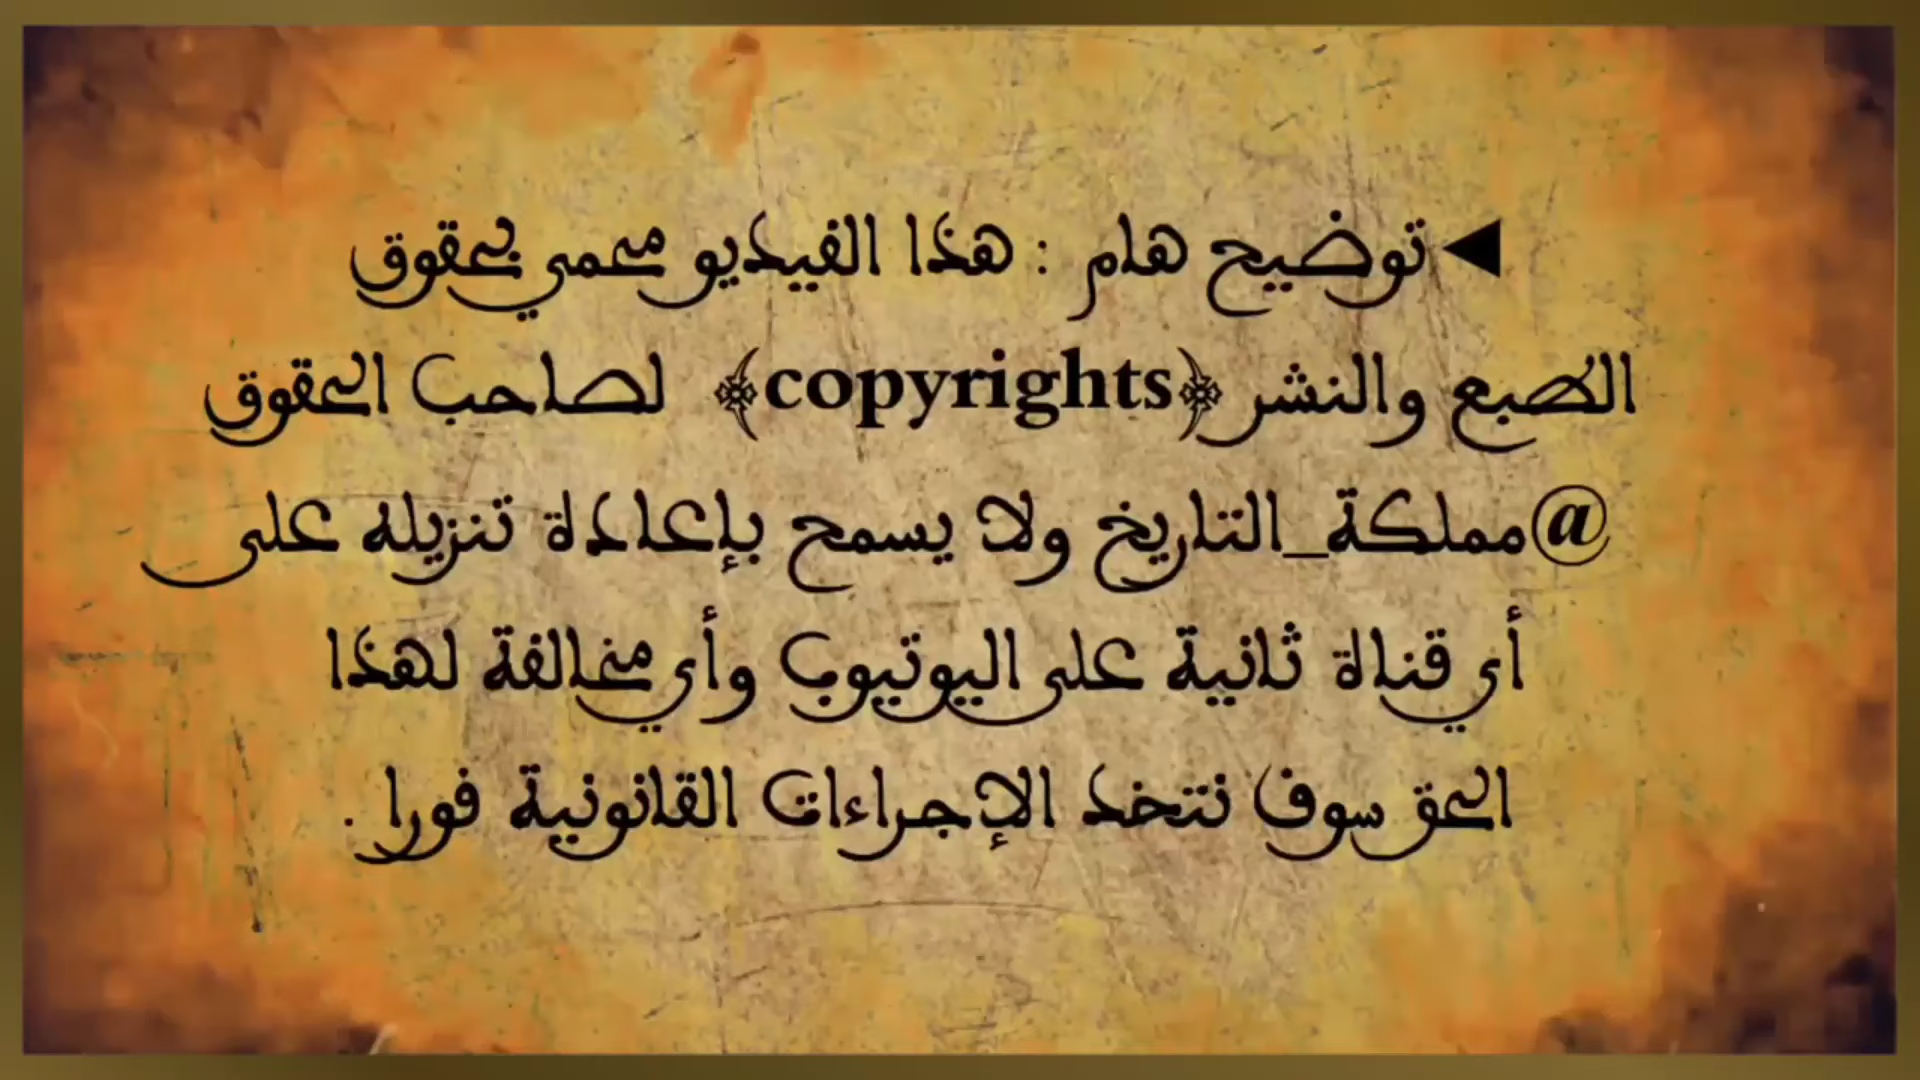 ◄توضيح هام : هذا الفيديو محمي بحقوق
الطبع والنشر ﴿copyrights﴾ لصاحب الحقوق
@مملكة_التاريخ ولا يسمح بإعادة تنزيله على
أي قناة ثانية على اليوتيوب وأي مخالفة لهذا
الحق سوف نتخد الإجراءات القانونية فورا .